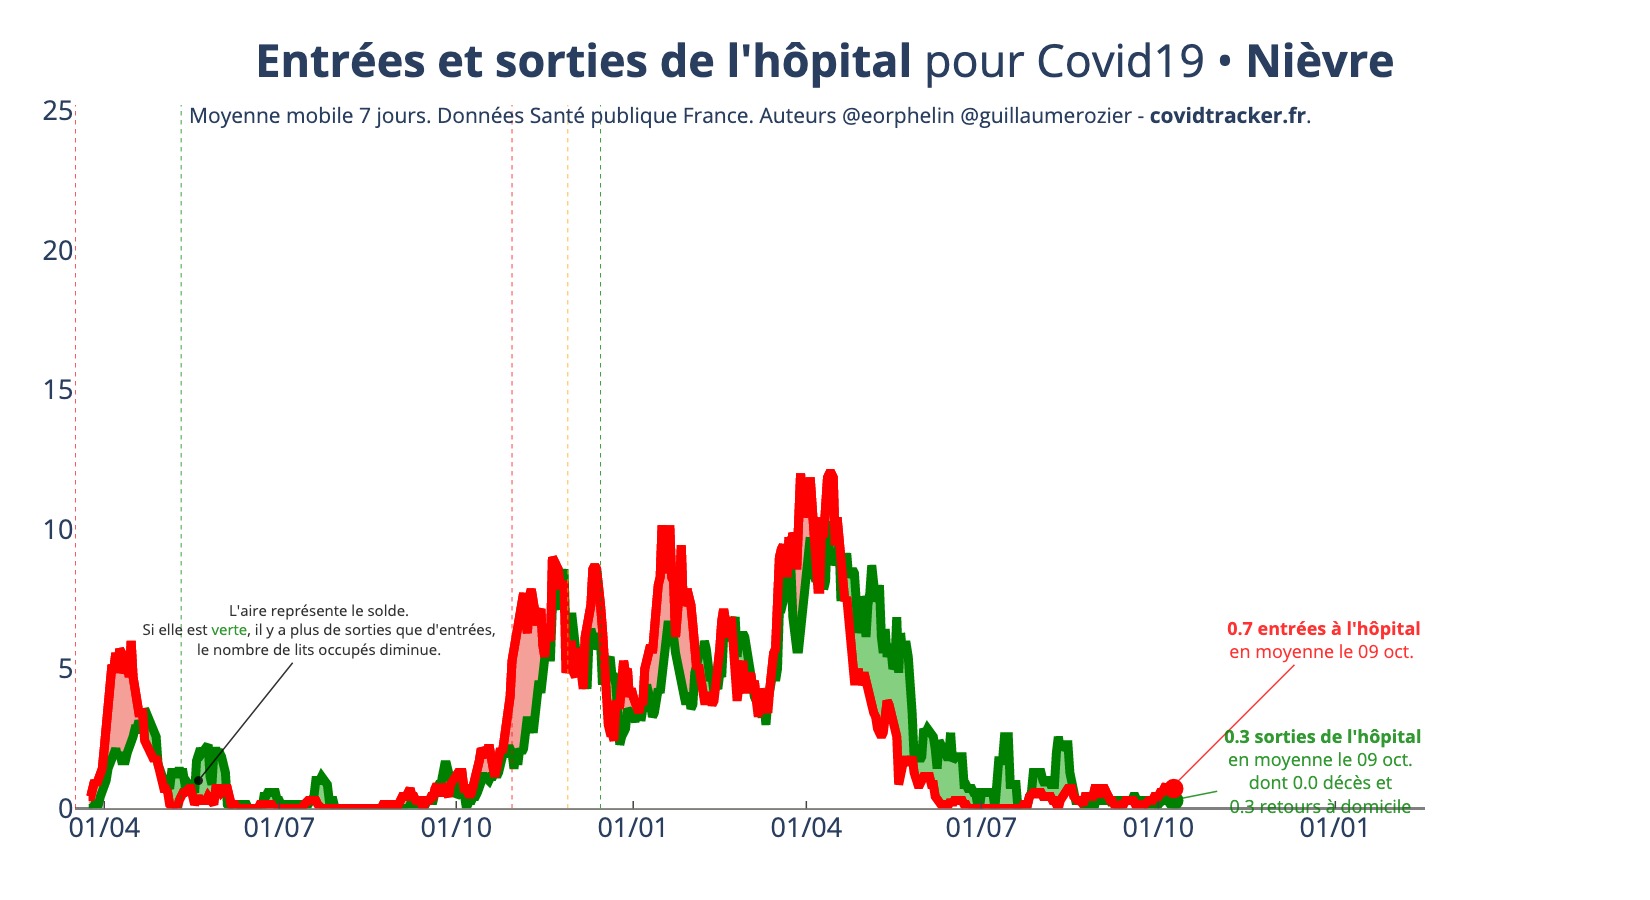 Entrées et sorties de l'hôpital pour Covid19 • Nièvre
Moyenne mobile 7 jours. Données Santé publique France. Auteurs @eorphelin @guillaumerozier - covidtracker.fr.
25
20
15
10
5
0
L'aire représente le solde.
Si elle est verte, il y a plus de sorties que d'entrées,
le nombre de lits occupés diminue.
0.7 entrées à l'hôpital
en moyenne le 09 oct.
0.3 sorties de l'hôpital
en moyenne le 09 oct.
dont 0.0 décès et
0.3 retours à domicile
01/04 01/07 01/10 01/01 01/04 01/07 01/10 01/01